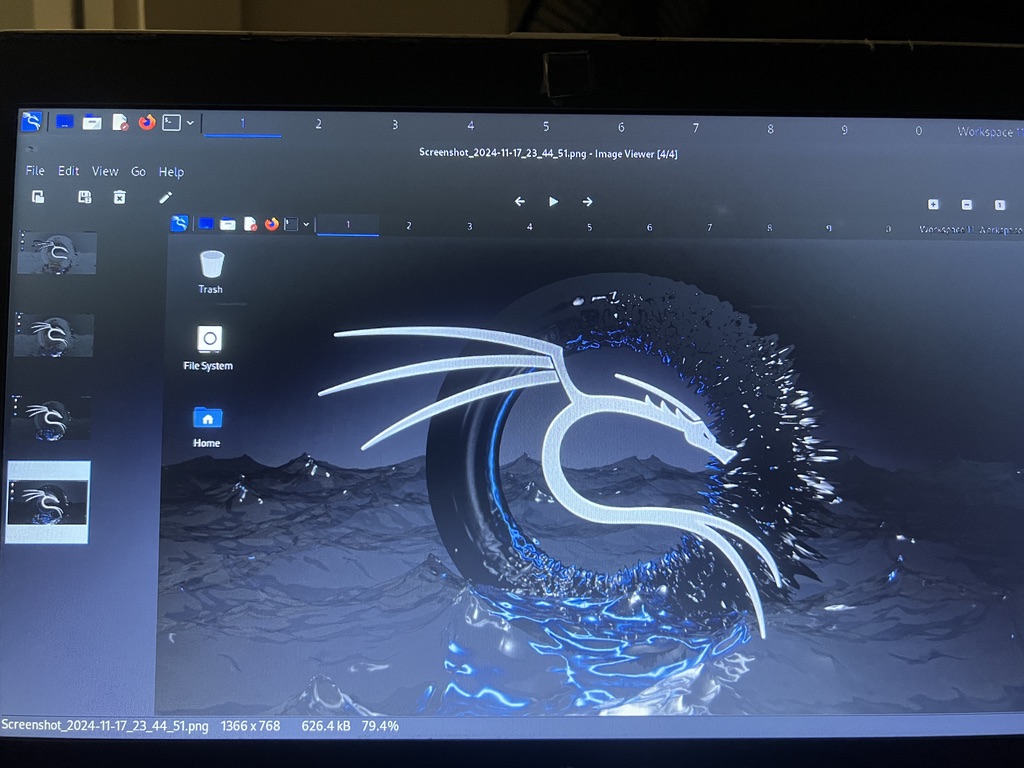 1 2 3 4 5 6 7 8 9 0 Workspace 11
Screenshot_2024-11-17_23_44_51.png - Image Viewer [4/4]
File Edit View Go Help
1 2 3 4 5 6 7 8 9 0 Workspace 11 Workspace
Trash
File System
Home
Screenshot_2024-11-17_23_44_51.png 1366 x 768 626.4 kB 79.4%